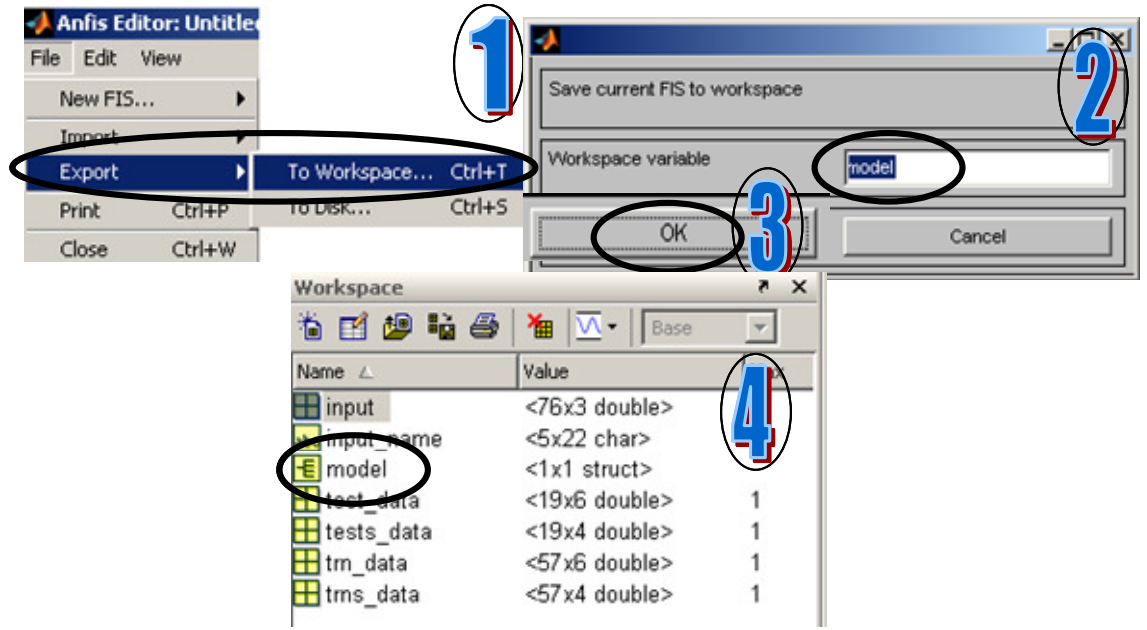 Anfis Editor: Untitle
File Edit View
New FIS...
Import
Export
To Workspace... Ctrl+T
Print Ctrl+P
To Disk... Ctrl+S
Close Ctrl+W
1
2
Save current FIS to workspace
Workspace variable
model
3
OK
Cancel
Workspace
Base
Name Value
4
input <76x3 double>
input_name <5x22 char>
model <1x1 struct>
test_data <19x6 double> 1
tests_data <19x4 double> 1
trn_data <57x6 double> 1
trns_data <57x4 double> 1